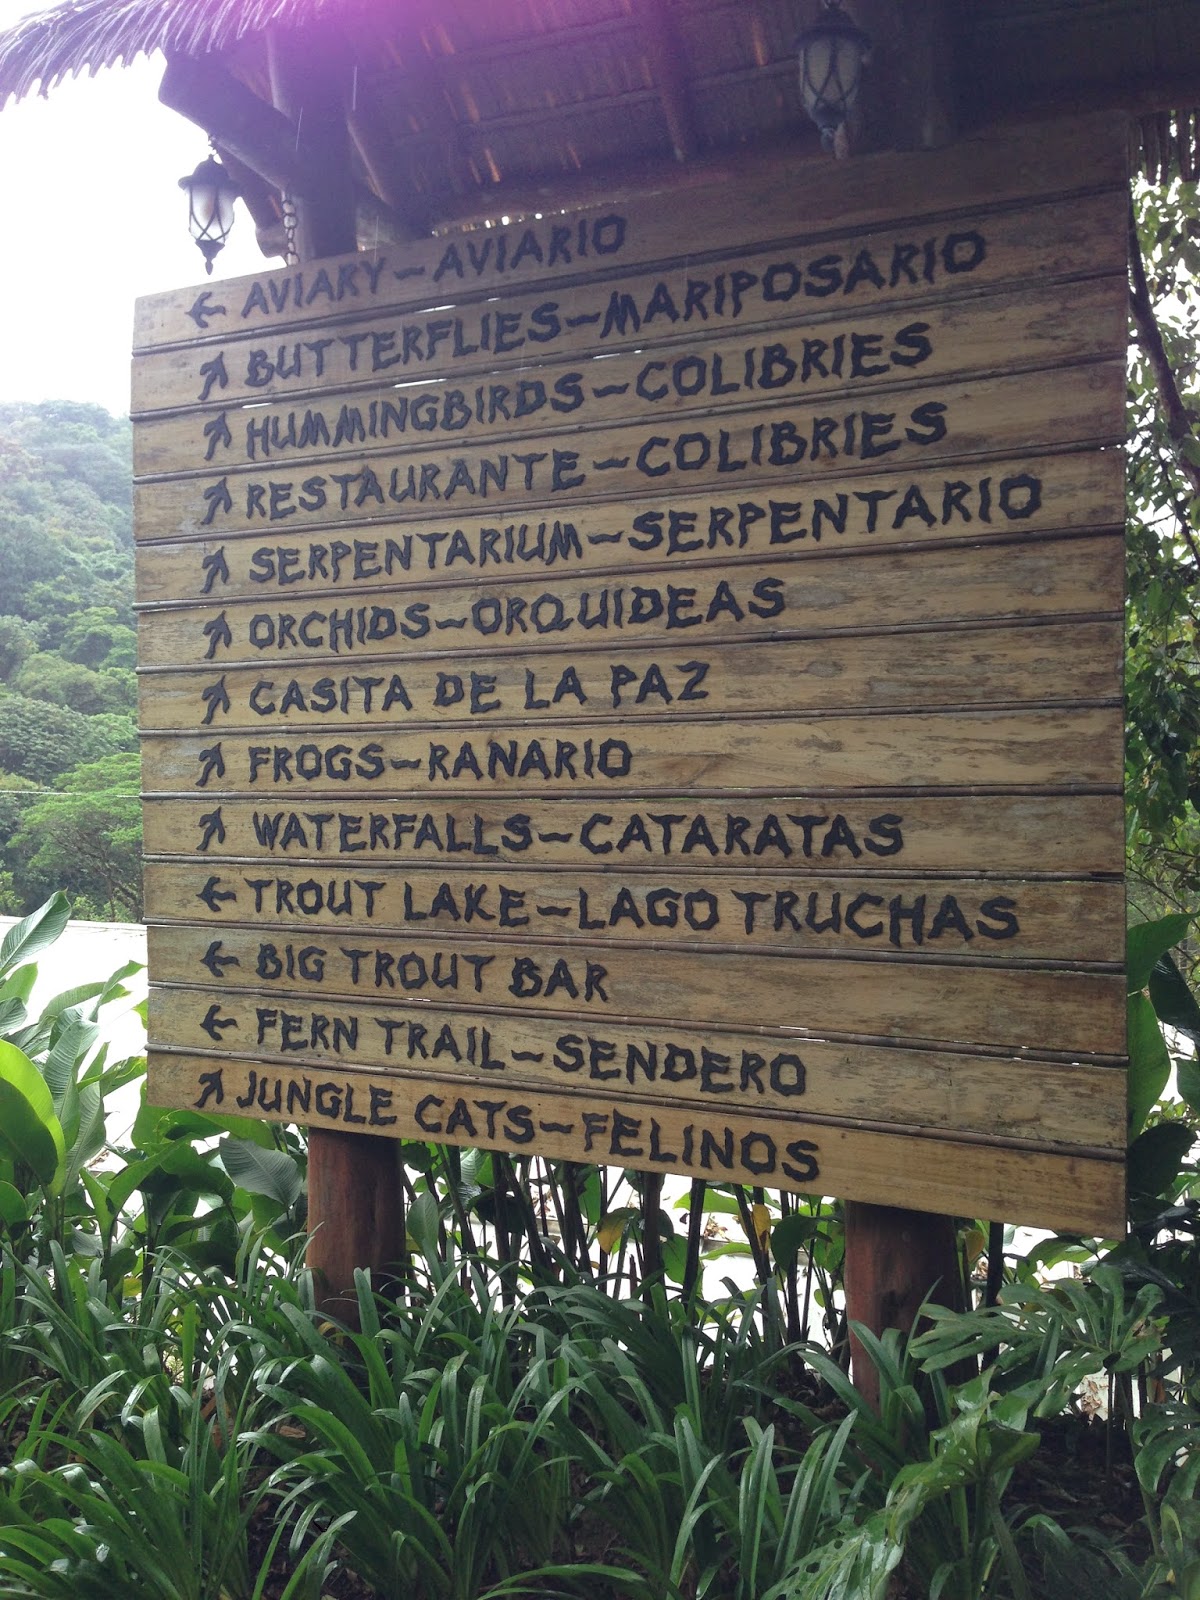 ← AVIARY~AVIARIO
↗ BUTTERFLIES~MARIPOSARIO
↗ HUMMINGBIRDS~COLIBRIES
↗ RESTAURANTE~COLIBRIES
↗ SERPENTARIUM~SERPENTARIO
↗ ORCHIDS~ORQUIDEAS
↗ CASITA DE LA PAZ
↗ FROGS~RANARIO
↗ WATERFALLS~CATARATAS
← TROUT LAKE~LAGO TRUCHAS
← BIG TROUT BAR
← FERN TRAIL~SENDERO
↗ JUNGLE CATS~FELINOS